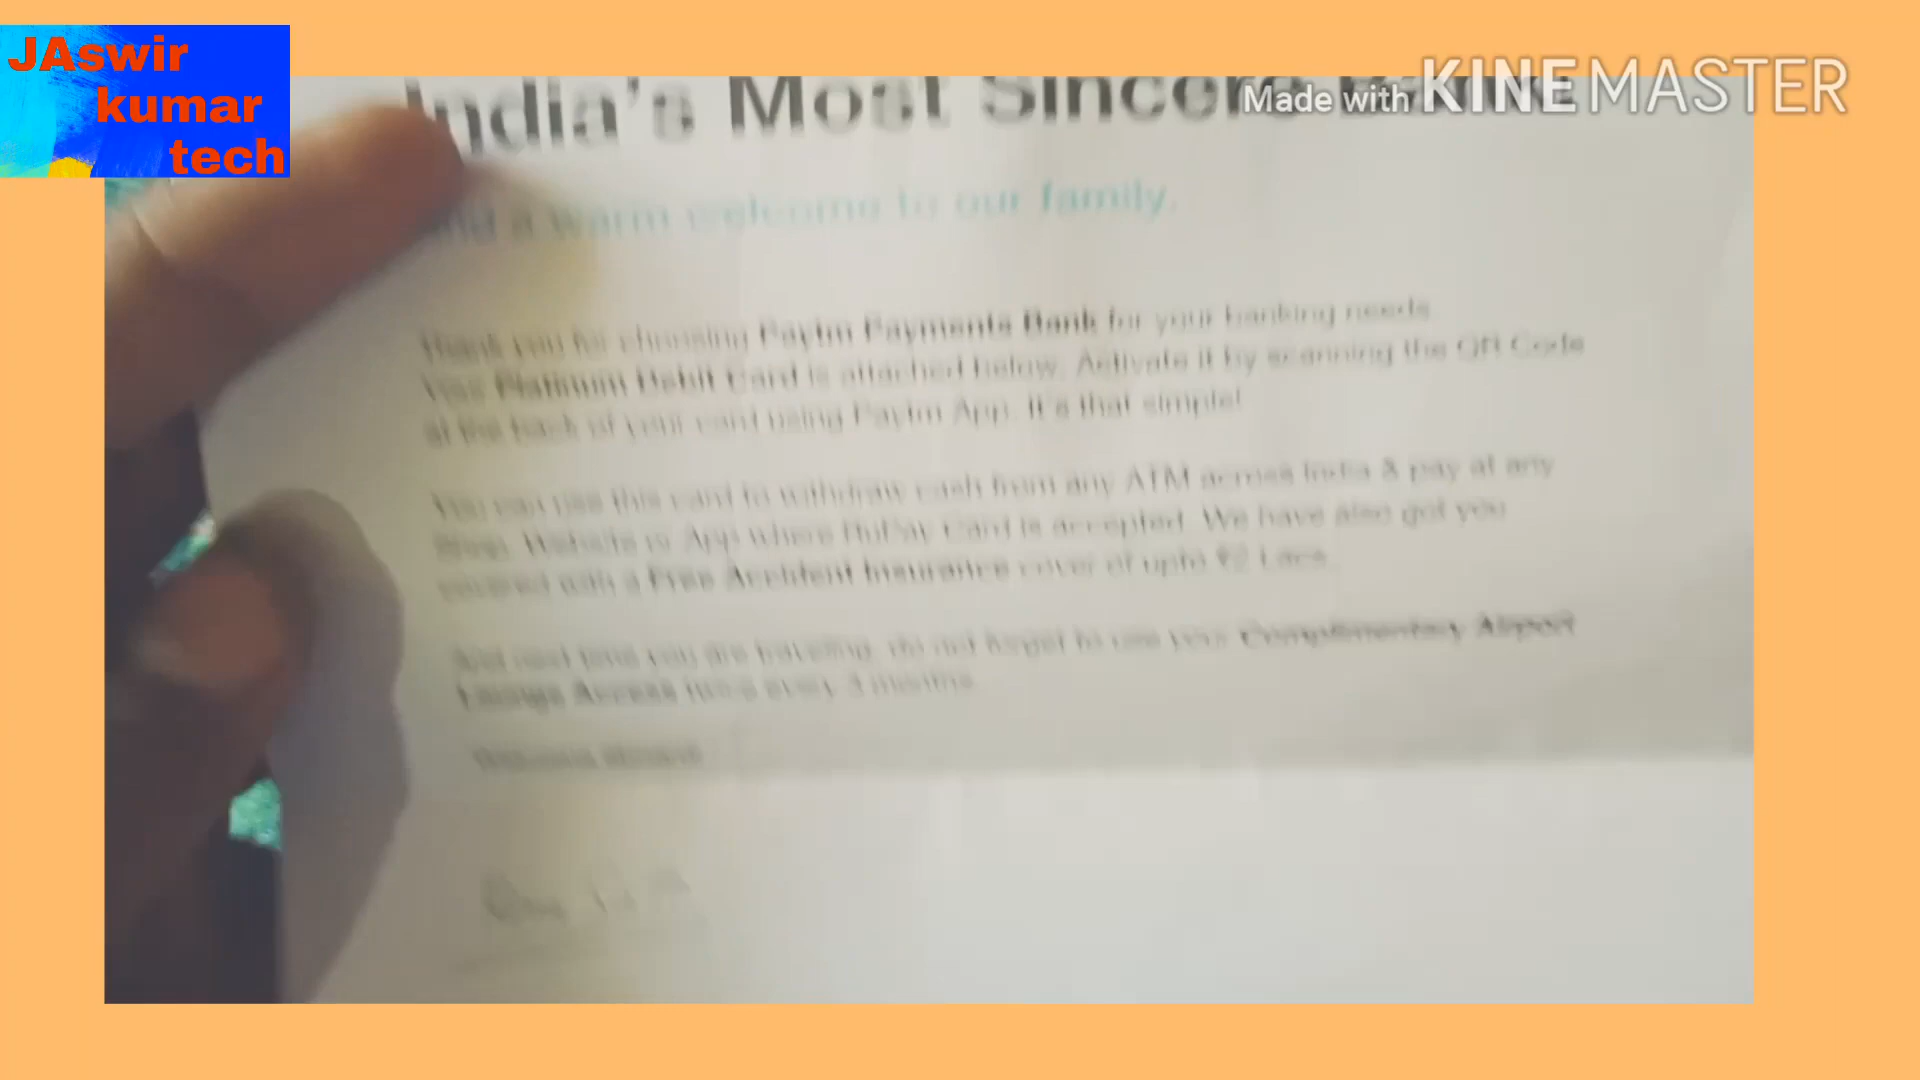 JAswir
kumar
tech
Made with KINEMASTER
India's Most Sincere Bank
and a warm welcome to our family.
Thank you for choosing Paytm Payments Bank for your banking needs.
Your Platinum Debit Card is attached below. Activate it by scanning the QR Code
at the back of your card using Paytm App. It's that simple!
You can use this card to withdraw cash from any ATM across India & pay at any
Shop, Website or App where RuPay Card is accepted. We have also got you
covered with a Free Accident Insurance cover of upto ₹2 Lacs.
And next time you are traveling, do not forget to use your Complimentary Airport
Lounge Access twice every 3 months.